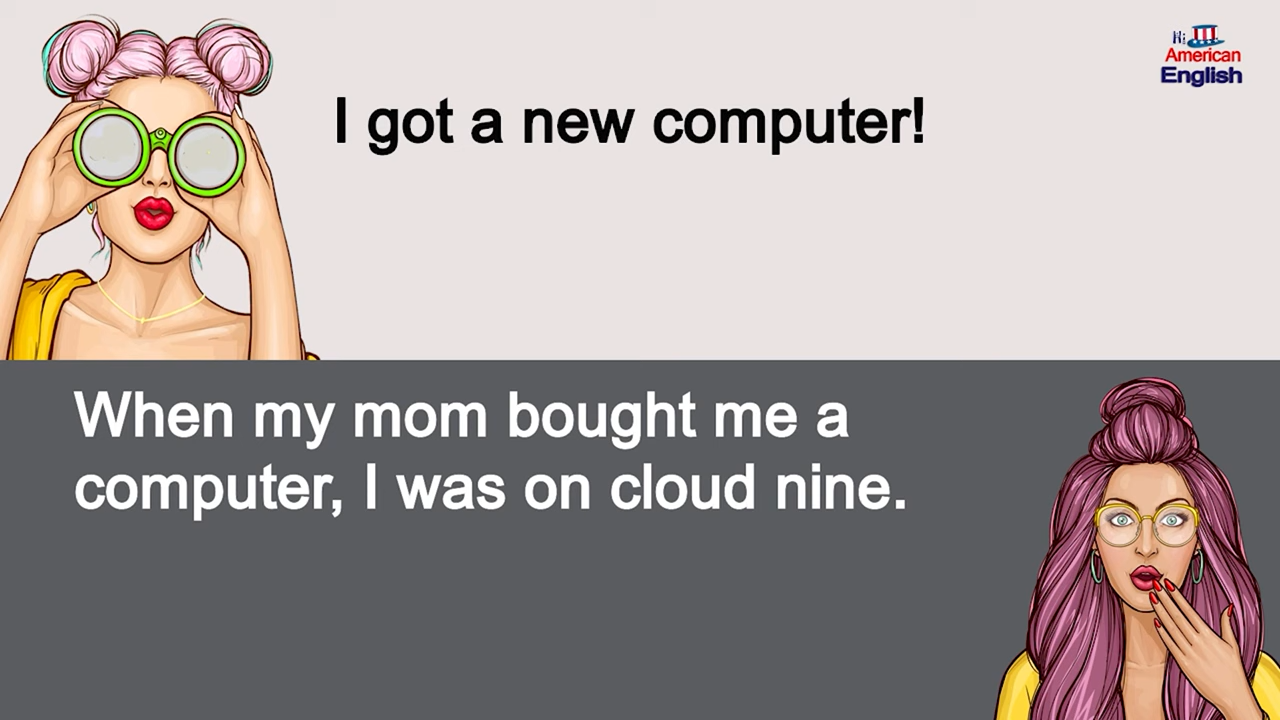 Hi
American
English
I got a new computer!
When my mom bought me a
computer, I was on cloud nine.